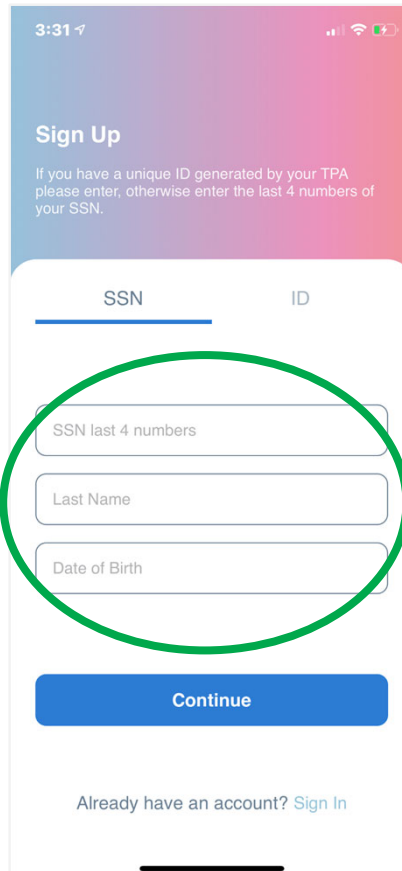 3:31
Sign Up
If you have a unique ID generated by your TPA
please enter, otherwise enter the last 4 numbers of
your SSN.
SSN
ID
SSN last 4 numbers
Last Name
Date of Birth
Continue
Already have an account? Sign In